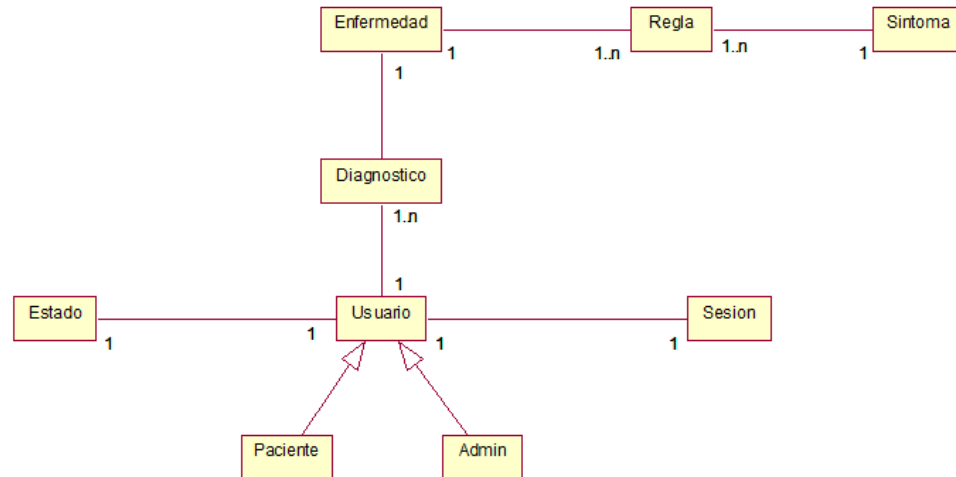 Enfermedad
Regla
Sintoma
1
1..n
1..n
1
1
Diagnostico
1..n
1
Estado
Usuario
Sesion
1
1
1
1
Paciente
Admin